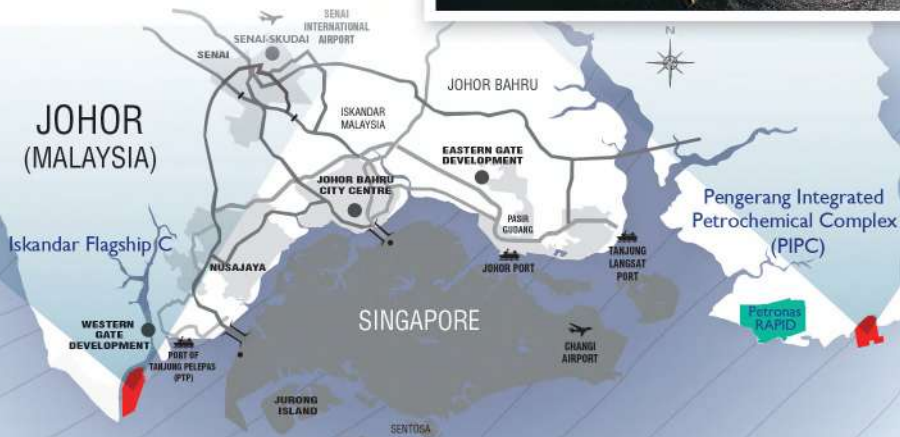 SENAI
INTERNATIONAL
AIRPORT
SENAI-SKUDAI
SENAI
N
JOHOR BAHRU
JOHOR
(MALAYSIA)
ISKANDAR
MALAYSIA
EASTERN GATE
DEVELOPMENT
JOHOR BAHRU
CITY CENTRE
Pengerang Integrated
Petrochemical Complex
(PIPC)
PASIR
GUDANG
Iskandar Flagship C
NUSAJAYA
JOHOR PORT
TANJUNG
LANGSAT
PORT
SINGAPORE
Petronas
RAPID
WESTERN
GATE
DEVELOPMENT
PORT OF
TANJUNG PELEPAS
(PTP)
CHANGI
AIRPORT
JURONG
ISLAND
SENTOSA